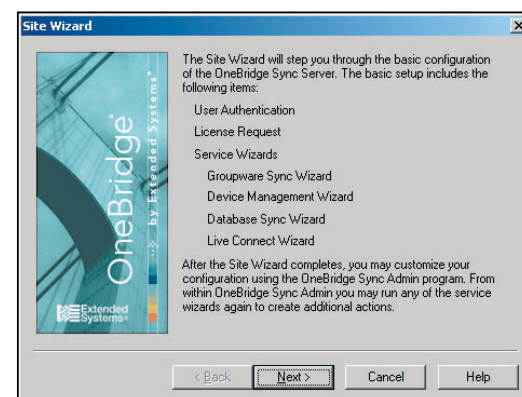 Site Wizard
The Site Wizard will step you through the basic configuration
of the OneBridge Sync Server. The basic setup includes the
following items:
User Authentication
License Request
Service Wizards
Groupware Sync Wizard
Device Management Wizard
Database Sync Wizard
Live Connect Wizard
After the Site Wizard completes, you may customize your
configuration using the OneBridge Sync Admin program. From
within OneBridge Sync Admin you may run any of the service
wizards again to create additional actions.
OneBridge
by Extended Systems
Extended
Systems
< Back
Next >
Cancel
Help